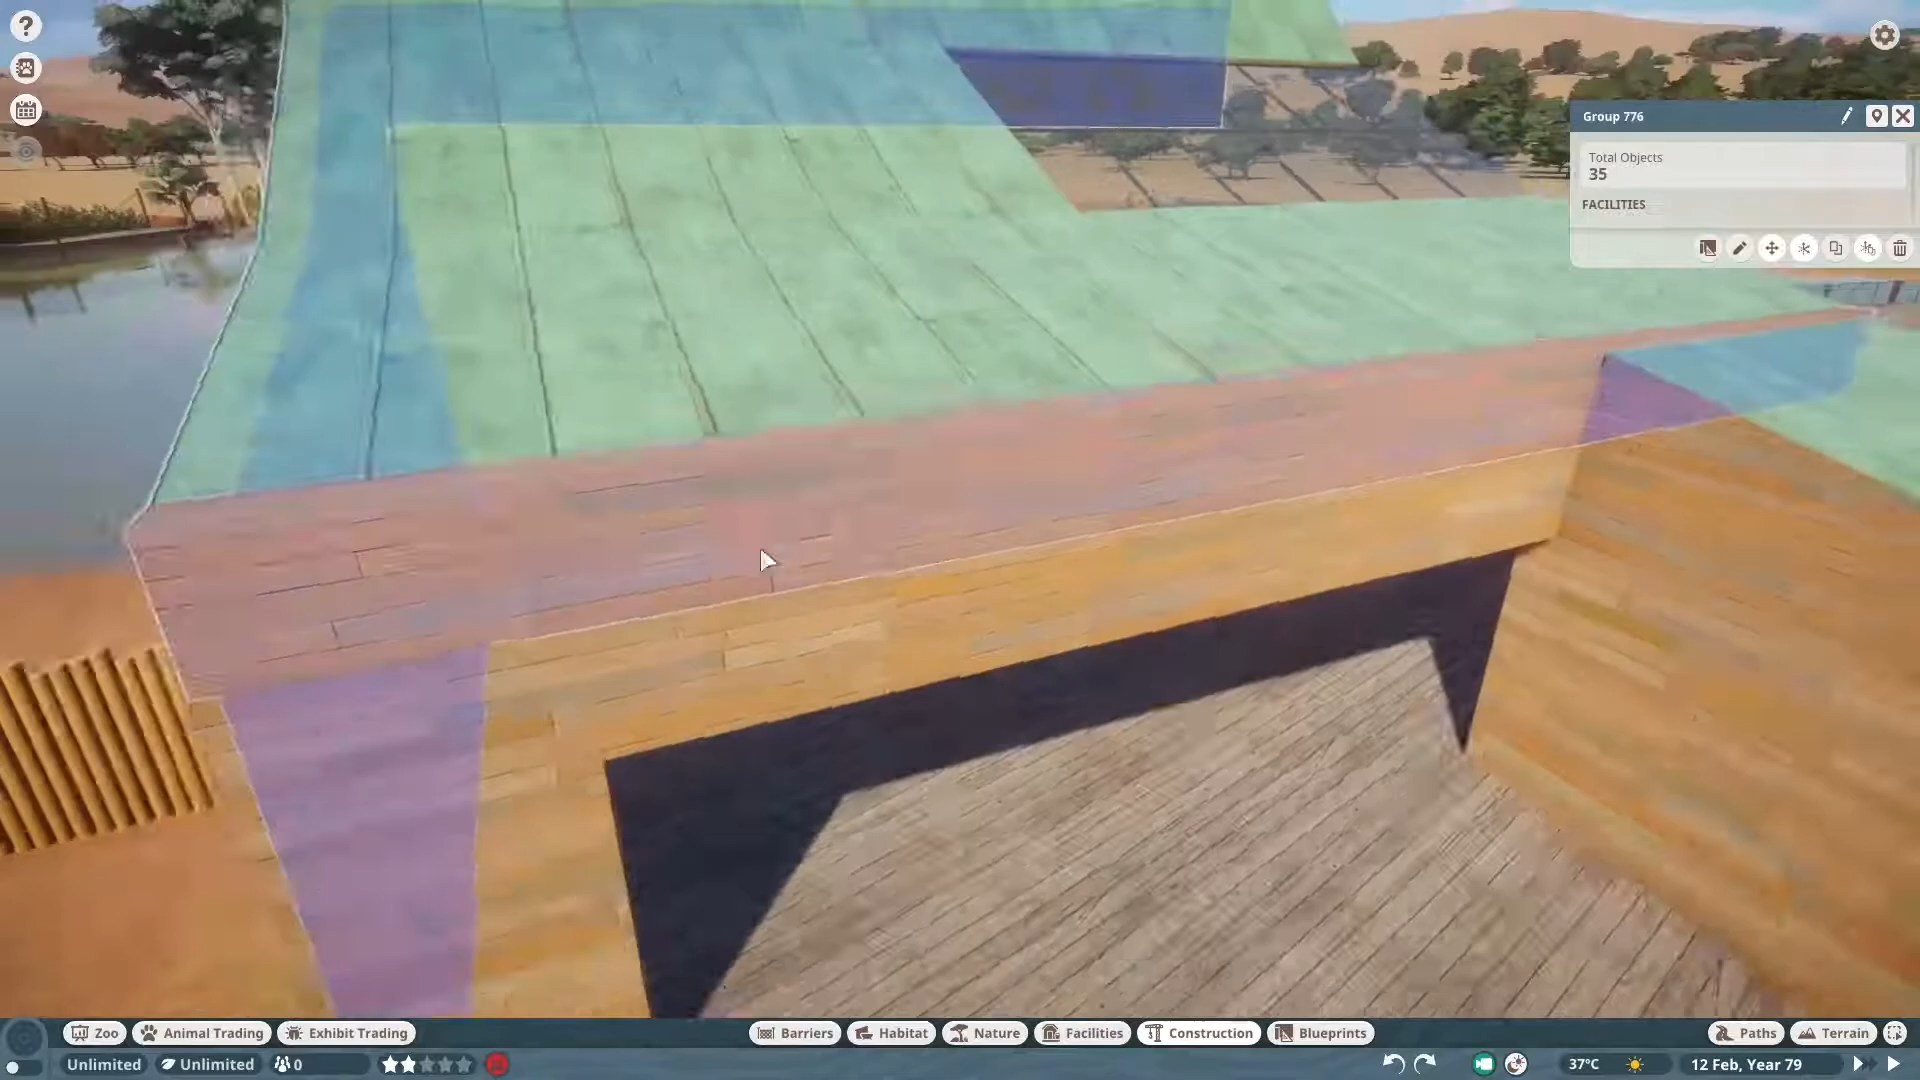 ?
Group 776
Total Objects
35
FACILITIES
Zoo
Animal Trading
Exhibit Trading
Barriers
Habitat
Nature
Facilities
Construction
Blueprints
Paths
Terrain
Unlimited
Unlimited
0
37°C
12 Feb, Year 79